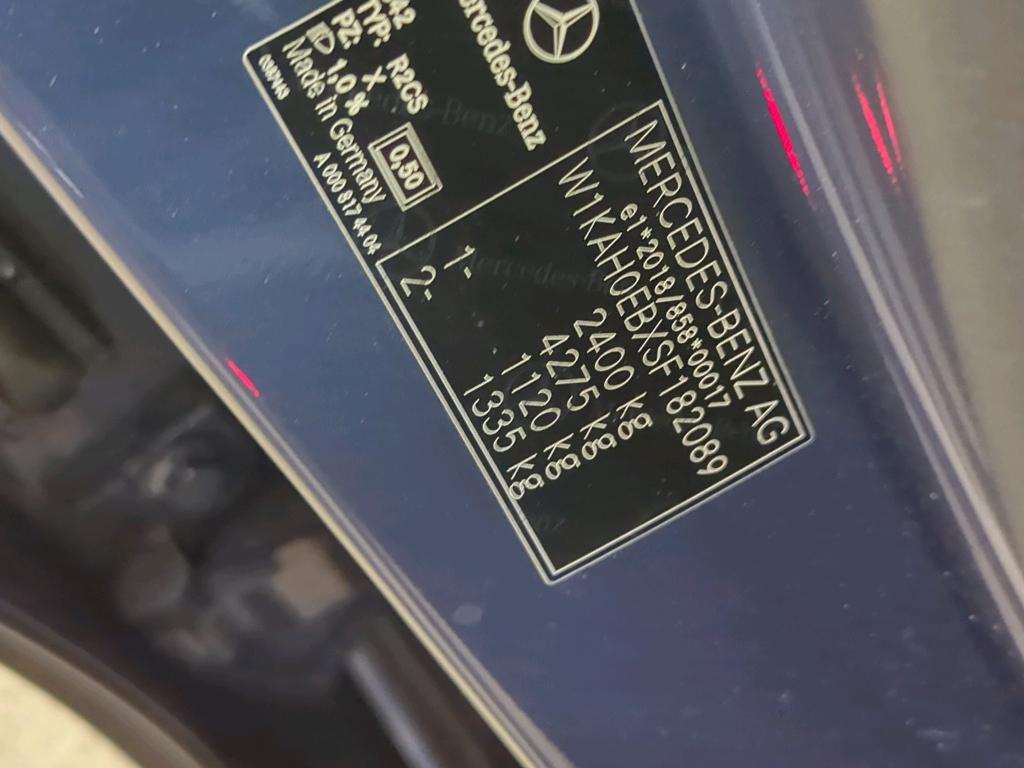 MERCEDES-BENZ AG
e1*2018/858*00017
W1KAH0EBXSF182089
2400 kg
4275 kg
1- 1120 kg
2- 1335 kg
Mercedes-Benz
TYP: R2CS
PZ: X
1,0 %
0,50
Made in Germany
A 000 817 44 04